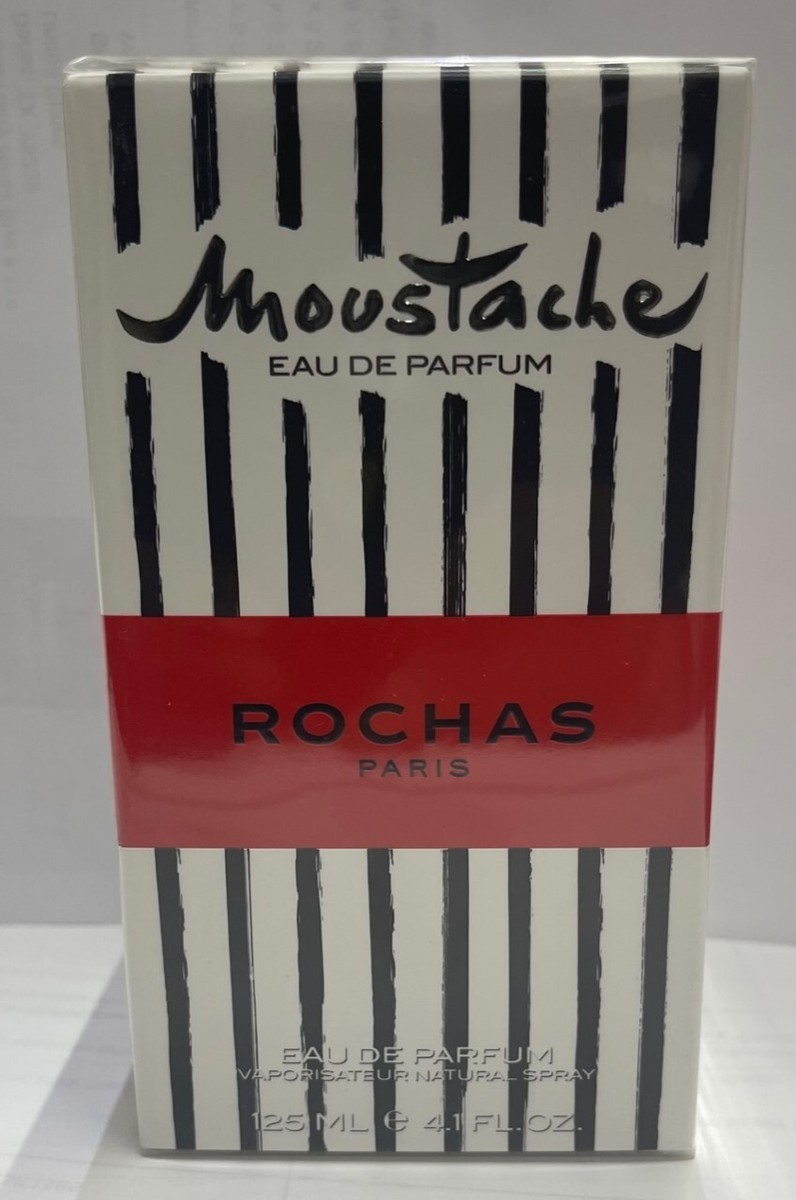 Moustache
EAU DE PARFUM
ROCHAS
PARIS
EAU DE PARFUM
VAPORISATEUR NATURAL SPRAY
125 ML ℮ 4.1 FL. OZ.